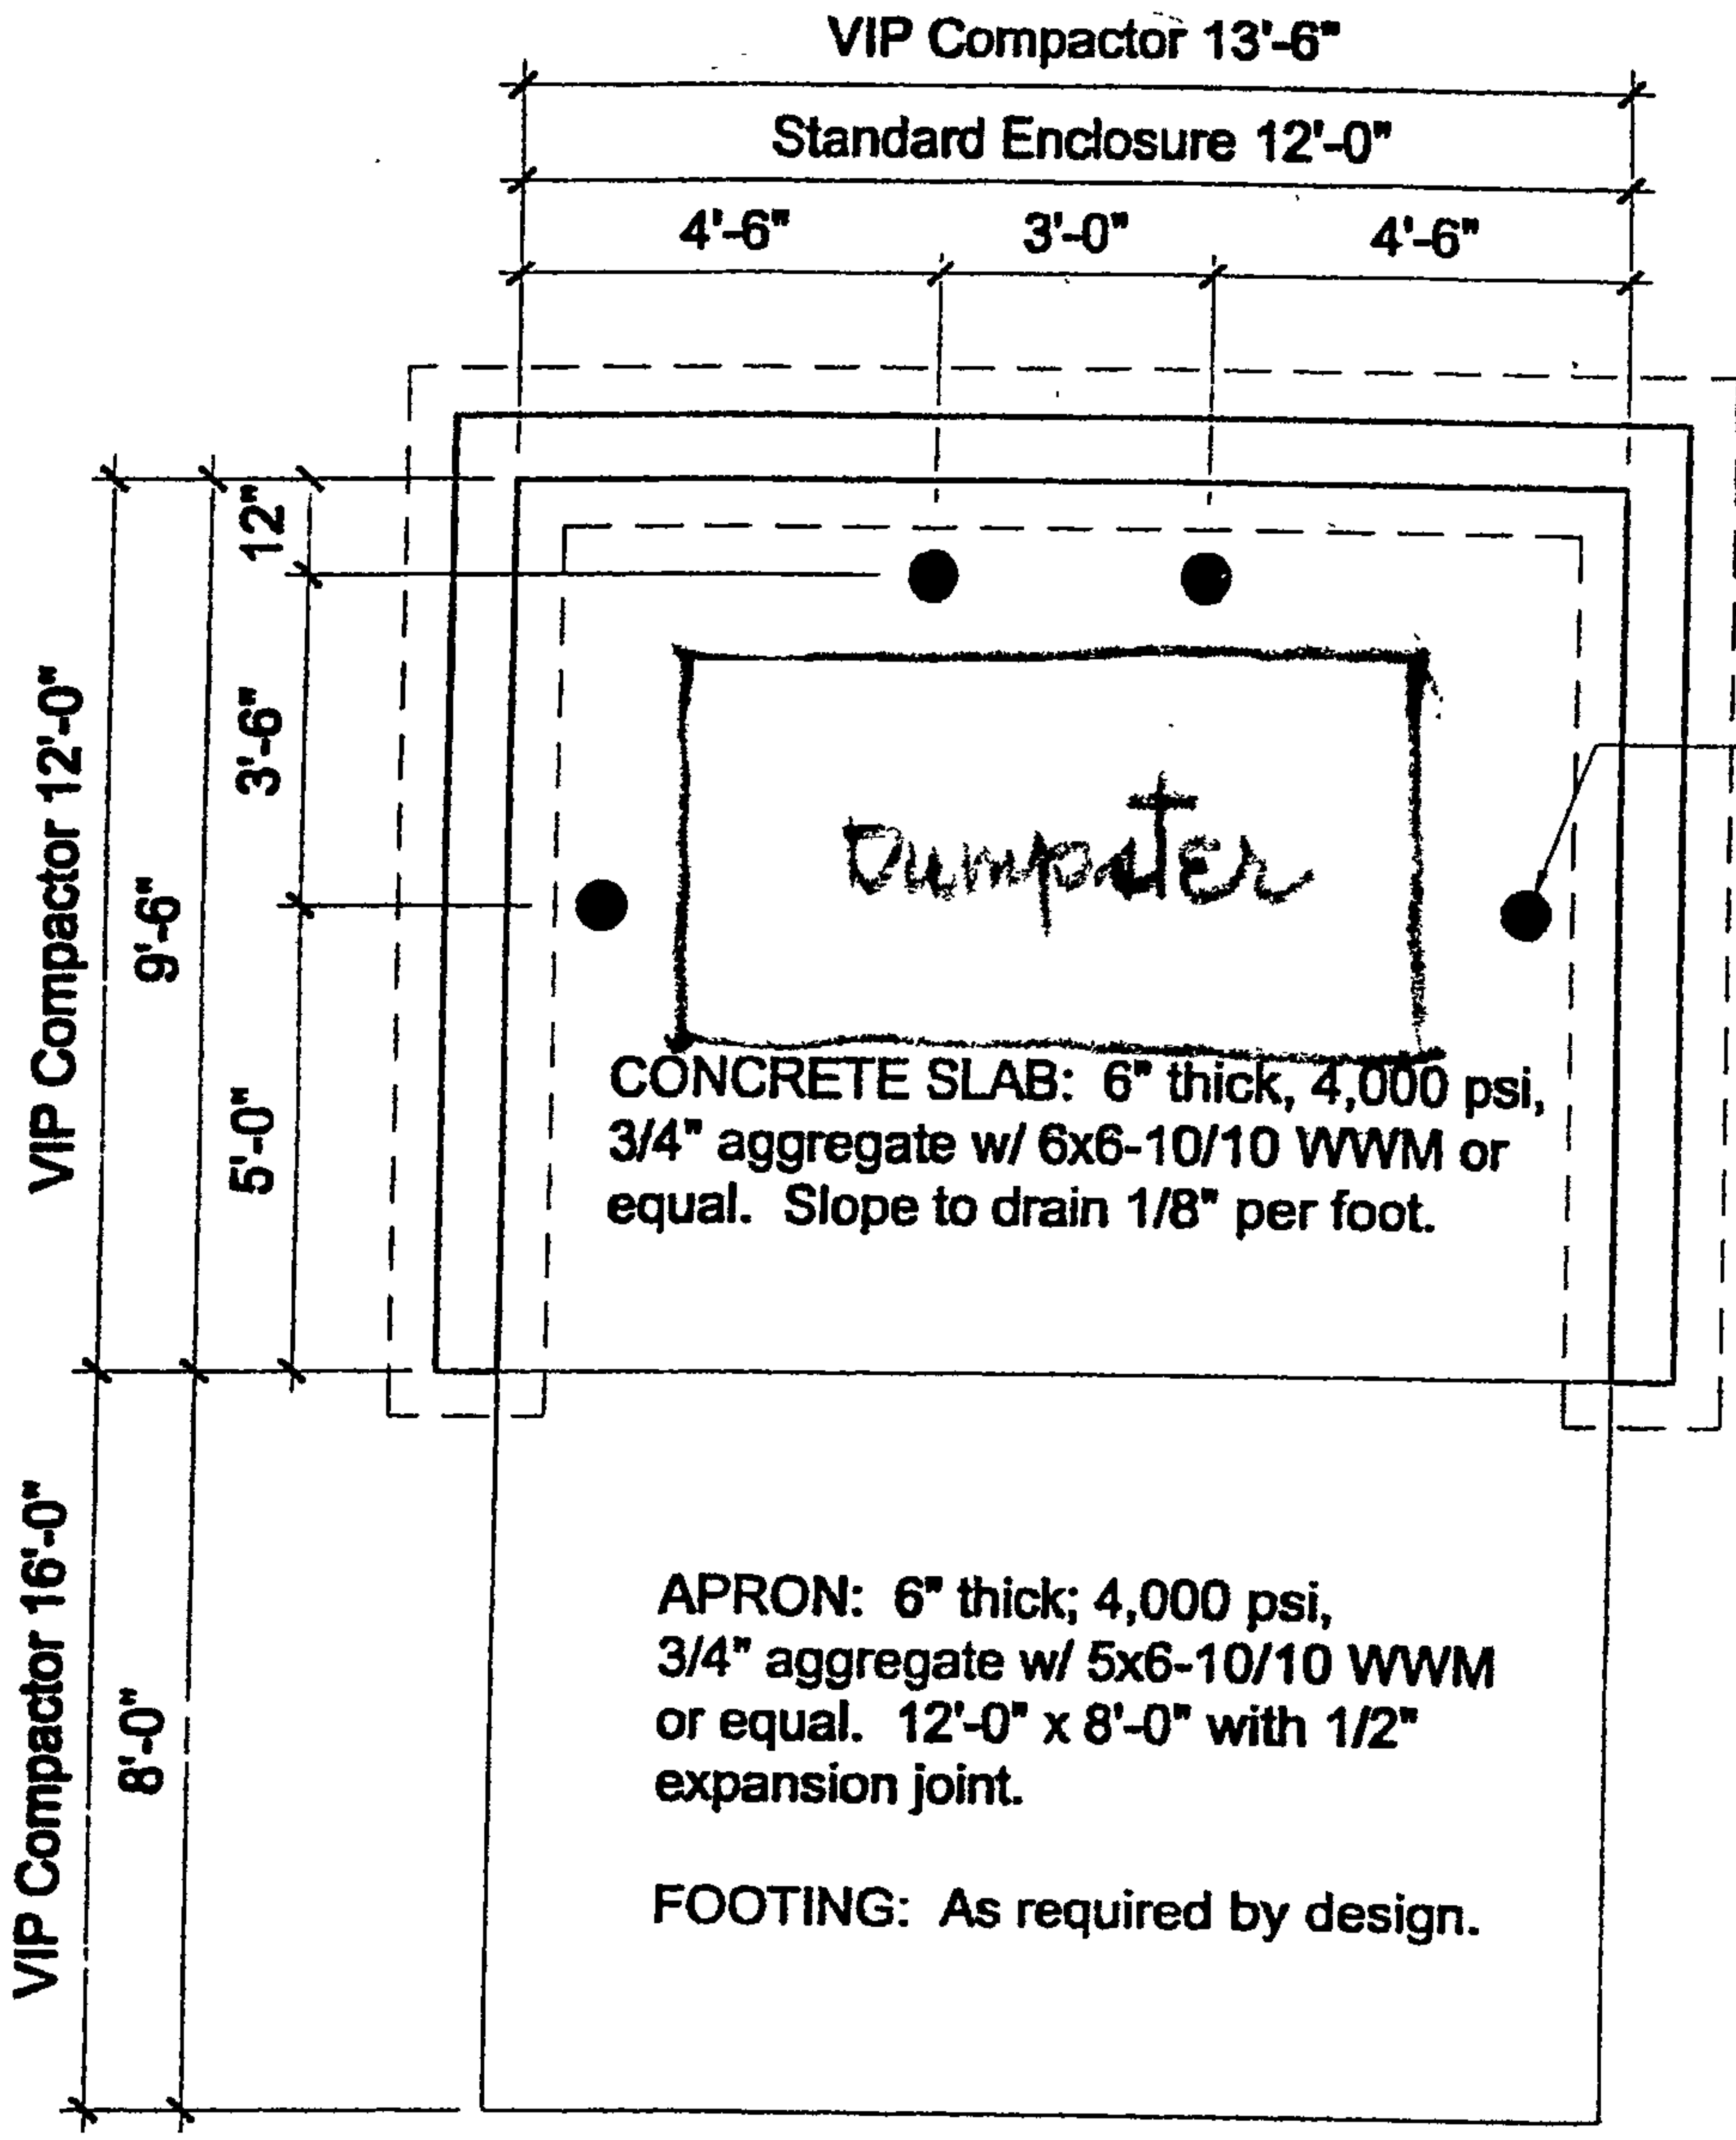 VIP Compactor 13'-6"
Standard Enclosure 12'-0"
4'-6" 3'-0" 4'-6"
12"
3'-6"
5'-0"
9'-6"
VIP Compactor 12'-0"
Dumpster
CONCRETE SLAB: 6" thick, 4,000 psi,
3/4" aggregate w/ 6x6-10/10 WWM or
equal. Slope to drain 1/8" per foot.
VIP Compactor 16'-0"
8'-0"
APRON: 6" thick; 4,000 psi,
3/4" aggregate w/ 5x6-10/10 WWM
or equal. 12'-0" x 8'-0" with 1/2"
expansion joint.
FOOTING: As required by design.